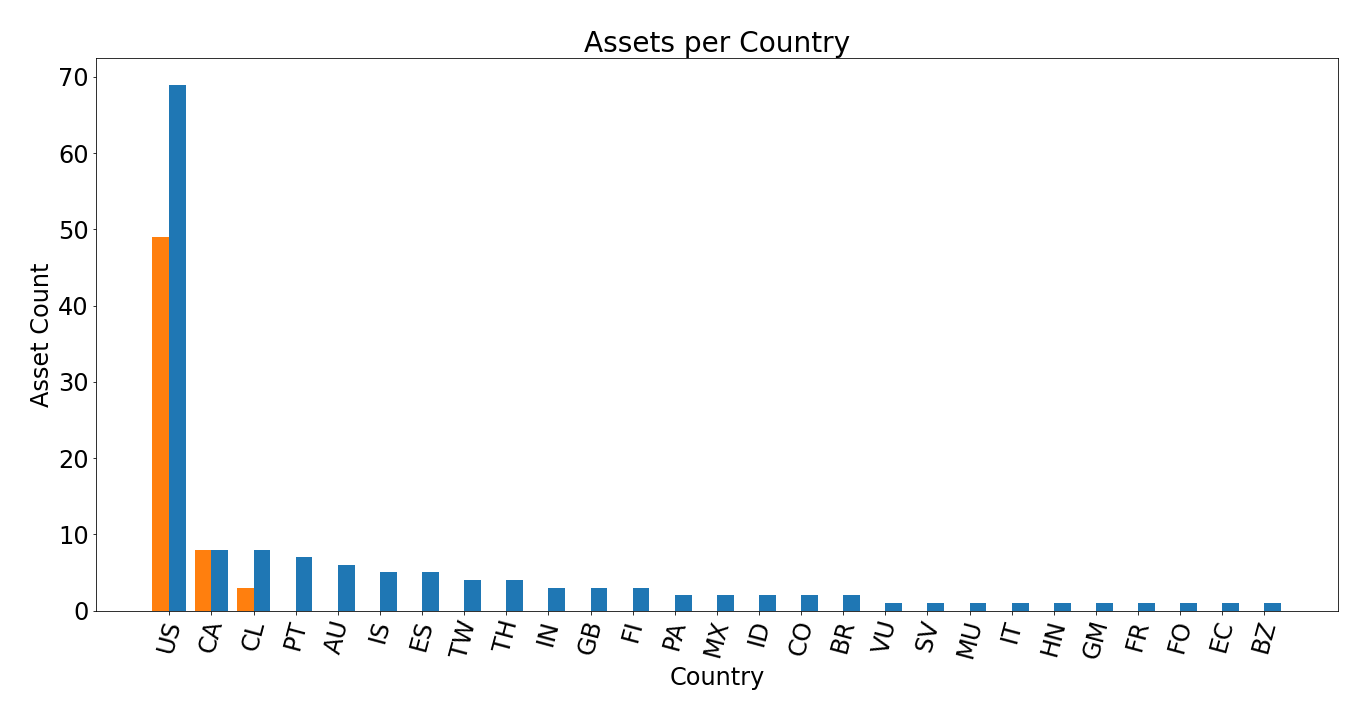 Assets per Country
Asset Count
70
60
50
40
30
20
10
0
US CA CL PT AU IS ES TW TH IN GB FI PA MX ID CO BR VU SV MU IT HN GM FR FO EC BZ
Country